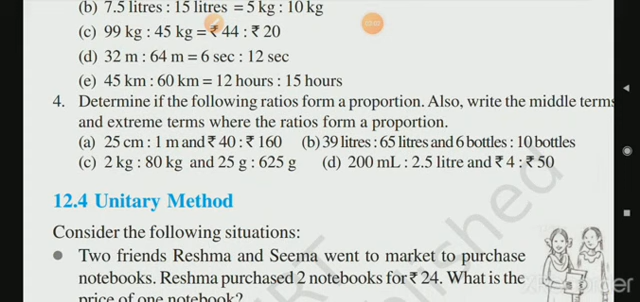 (b) 7.5 litres : 15 litres = 5 kg : 10 kg
(c) 99 kg : 45 kg = ₹ 44 : ₹ 20
(d) 32 m : 64 m = 6 sec : 12 sec
(e) 45 km : 60 km = 12 hours : 15 hours
4. Determine if the following ratios form a proportion. Also, write the middle terms
and extreme terms where the ratios form a proportion.
(a) 25 cm : 1 m and ₹ 40 : ₹ 160 (b) 39 litres : 65 litres and 6 bottles : 10 bottles
(c) 2 kg : 80 kg and 25 g : 625 g (d) 200 mL : 2.5 litre and ₹ 4 : ₹ 50
12.4 Unitary Method
Consider the following situations:
• Two friends Reshma and Seema went to market to purchase
notebooks. Reshma purchased 2 notebooks for ₹ 24. What is the
price of one notebook?